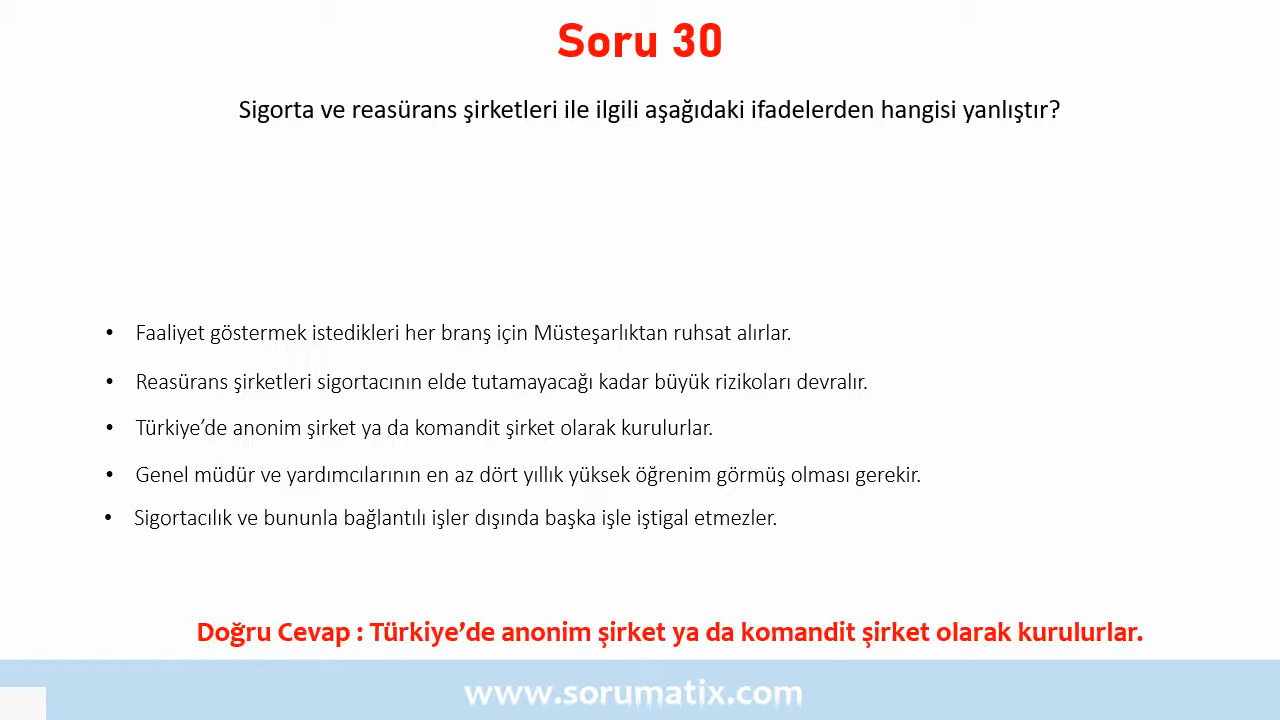 Soru 30
Sigorta ve reasürans şirketleri ile ilgili aşağıdaki ifadelerden hangisi yanlıştır?
• Faaliyet göstermek istedikleri her branş için Müsteşarlıktan ruhsat alırlar.
• Reasürans şirketleri sigortacının elde tutamayacağı kadar büyük rizikoları devralır.
• Türkiye’de anonim şirket ya da komandit şirket olarak kurulurlar.
• Genel müdür ve yardımcılarının en az dört yıllık yüksek öğrenim görmüş olması gerekir.
• Sigortacılık ve bununla bağlantılı işler dışında başka işle iştigal etmezler.
Doğru Cevap : Türkiye’de anonim şirket ya da komandit şirket olarak kurulurlar.
www.sorumatix.com